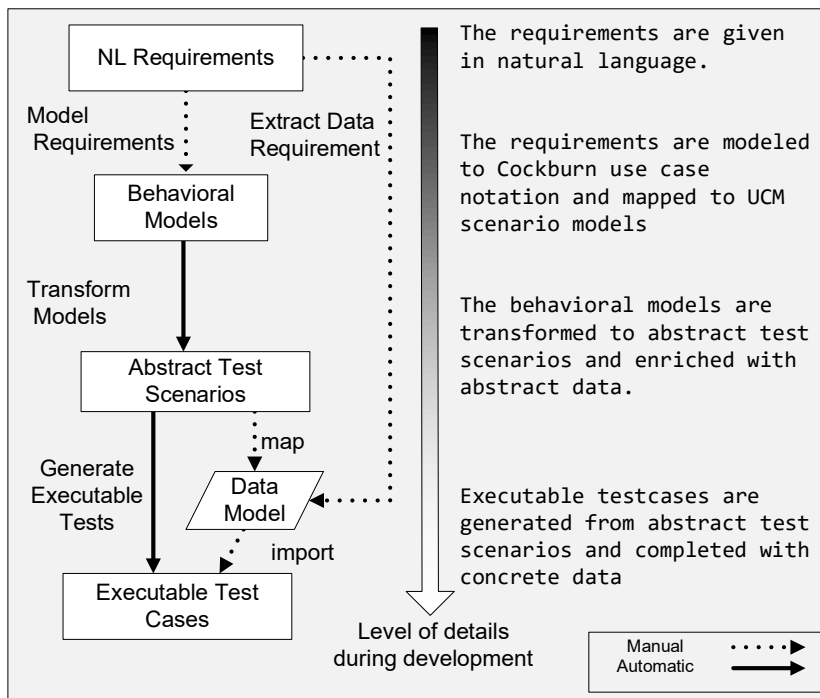 NL Requirements
Model
Requirements
Extract Data
Requirement
Behavioral
Models
Transform
Models
Abstract Test
Scenarios
map
Generate
Executable
Tests
Data
Model
import
Executable Test
Cases
The requirements are given
in natural language.
The requirements are modeled
to Cockburn use case
notation and mapped to UCM
scenario models
The behavioral models are
transformed to abstract test
scenarios and enriched with
abstract data.
Executable testcases are
generated from abstract test
scenarios and completed with
concrete data
Level of details
during development
Manual
Automatic